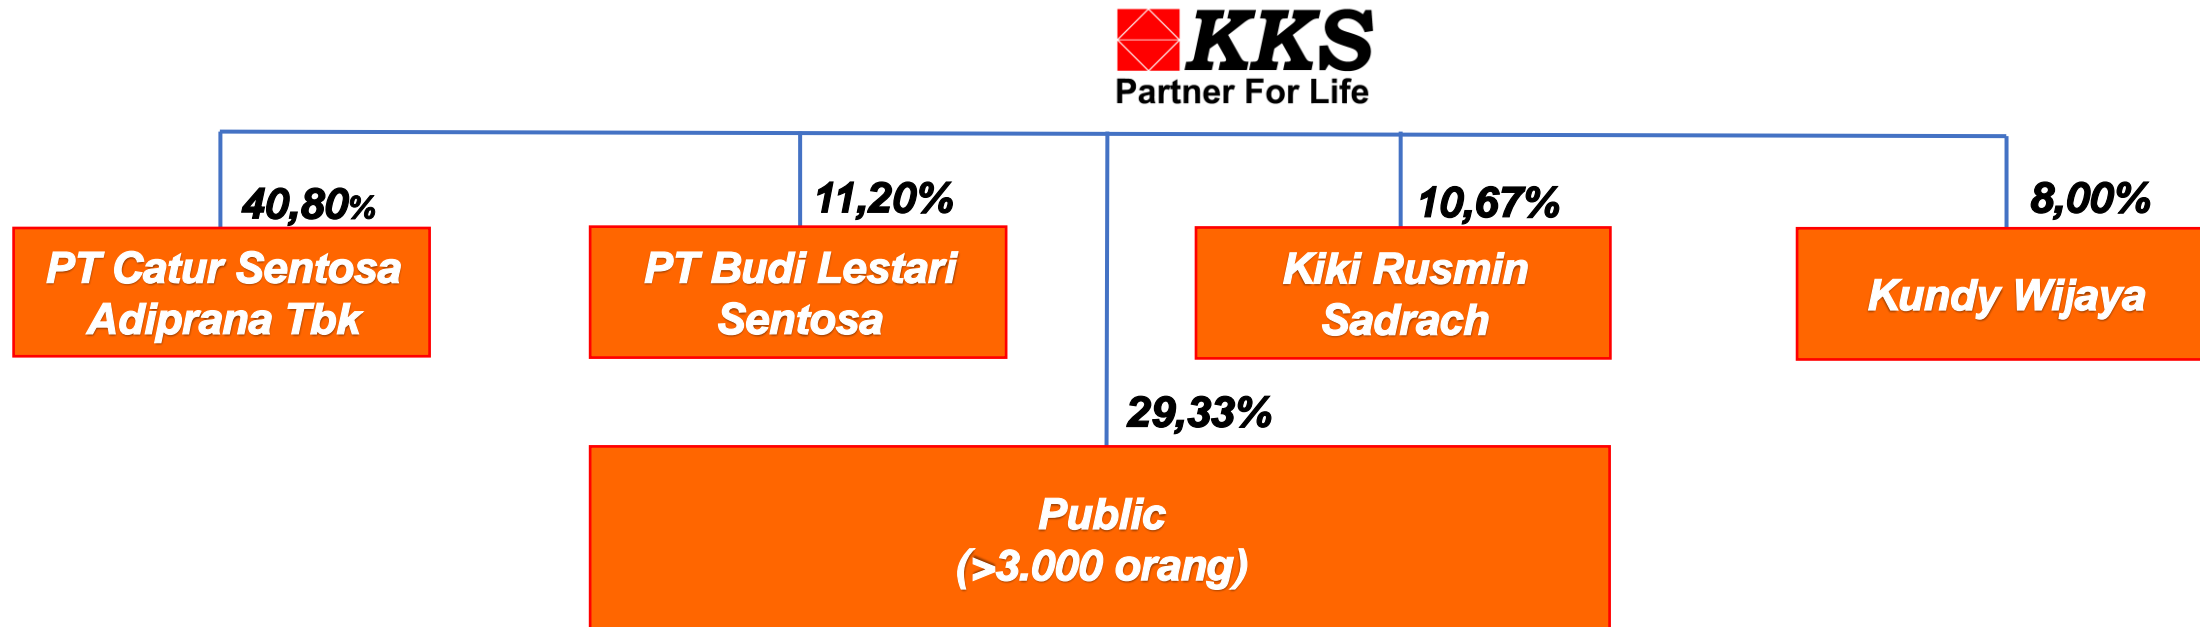 KKS
Partner For Life
40,80%
11,20%
10,67%
8,00%
PT Catur Sentosa
Adiprana Tbk
PT Budi Lestari
Sentosa
Kiki Rusmin
Sadrach
Kundy Wijaya
29,33%
Public
(>3.000 orang)